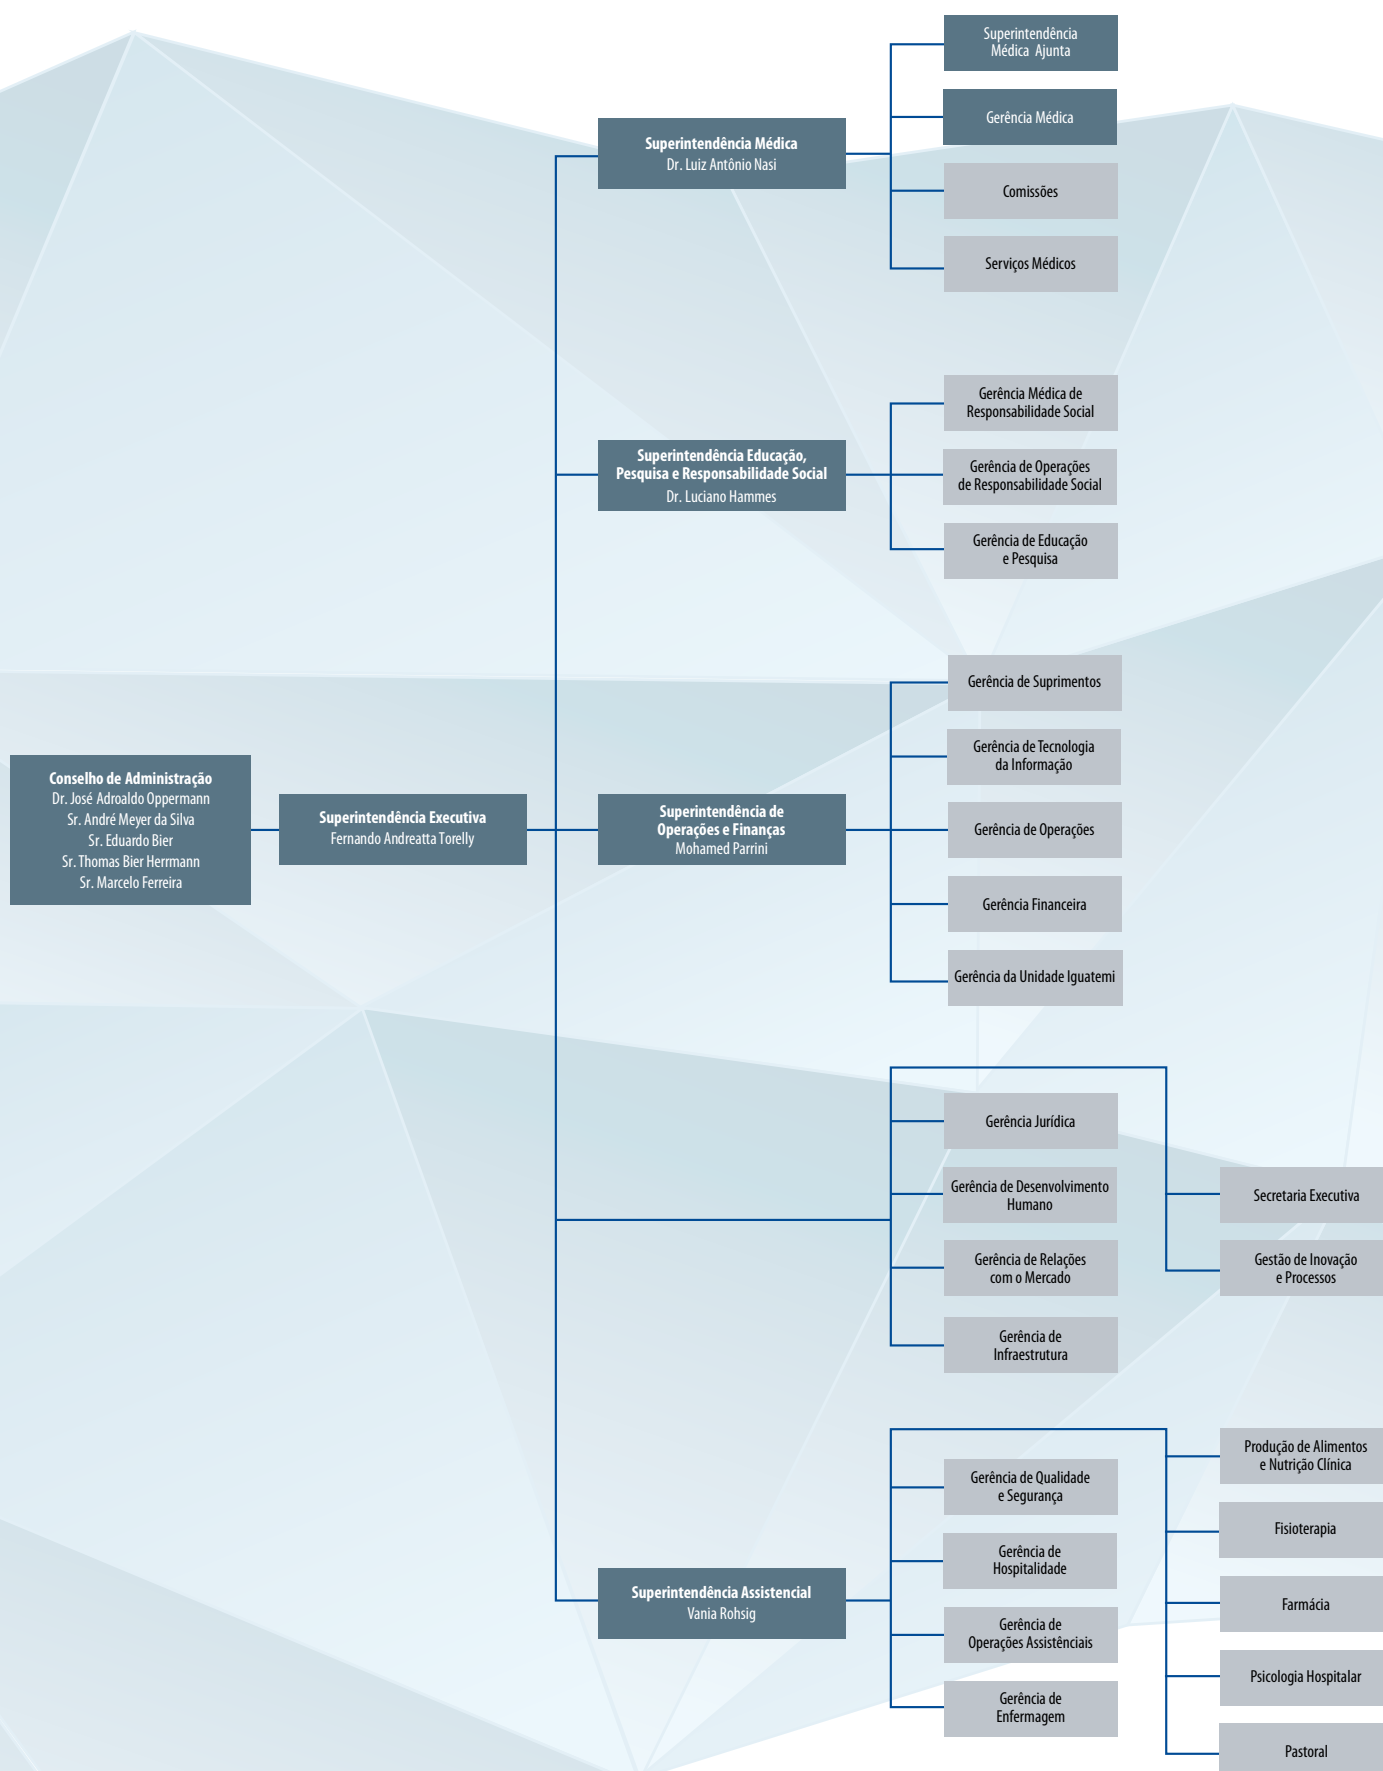 Superintendência
Médica Ajunta
Gerência Médica
Superintendência Médica
Dr. Luiz Antônio Nasi
Comissões
Serviços Médicos
Gerência Médica de
Responsabilidade Social
Superintendência Educação,
Pesquisa e Responsabilidade Social
Dr. Luciano Hammes
Gerência de Operações
de Responsabilidade Social
Gerência de Educação
e Pesquisa
Gerência de Suprimentos
Gerência de Tecnologia
da Informação
Conselho de Administração
Dr. José Adroaldo Oppermann
Sr. André Meyer da Silva
Sr. Eduardo Bier
Sr. Thomas Bier Herrmann
Sr. Marcelo Ferreira
Superintendência Executiva
Fernando Andreatta Torelly
Superintendência de
Operações e Finanças
Mohamed Parrini
Gerência de Operações
Gerência Financeira
Gerência da Unidade Iguatemi
Gerência Jurídica
Gerência de Desenvolvimento
Humano
Secretaria Executiva
Gerência de Relações
com o Mercado
Gestão de Inovação
e Processos
Gerência de
Infraestrutura
Produção de Alimentos
e Nutrição Clínica
Gerência de Qualidade
e Segurança
Fisioterapia
Gerência de
Hospitalidade
Superintendência Assistencial
Vania Rohsig
Farmácia
Gerência de
Operações Assistênciais
Psicologia Hospitalar
Gerência de
Enfermagem
Pastoral